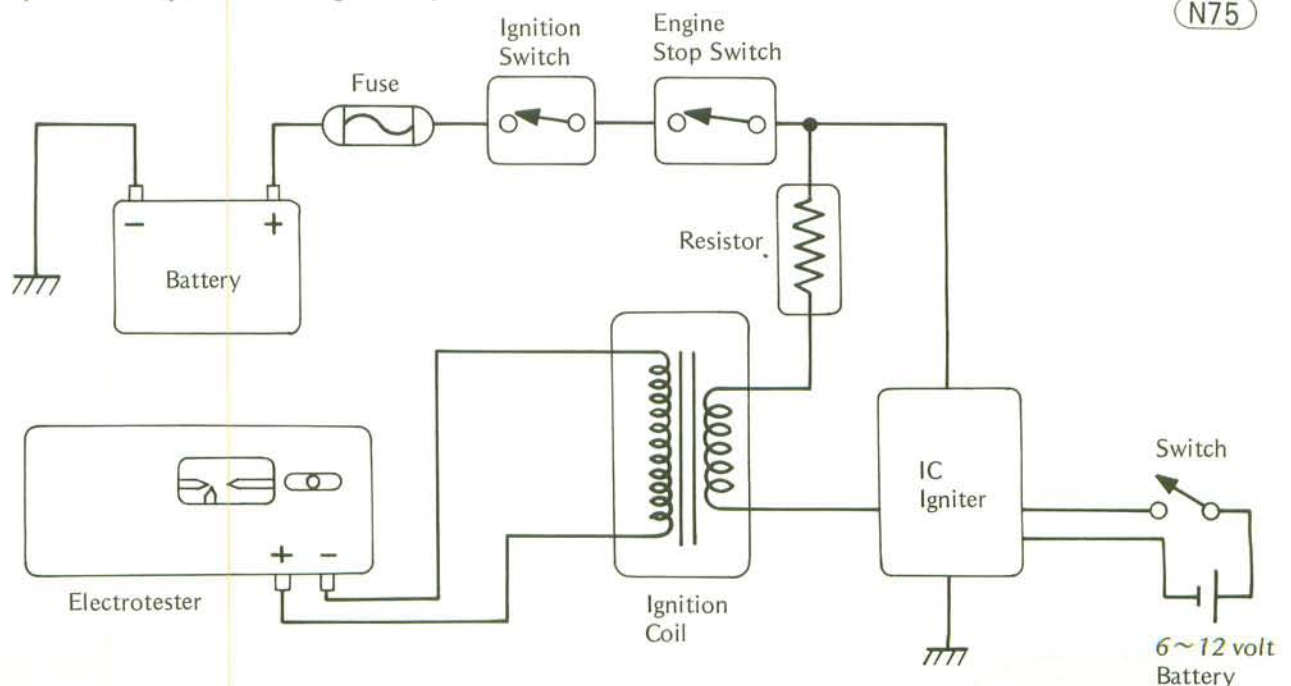 N75
Ignition
Switch
Engine
Stop Switch
Fuse
Resistor
− +
Battery
IC
Igniter
Switch
+ −
Electrotester
Ignition
Coil
6~12 volt
Battery